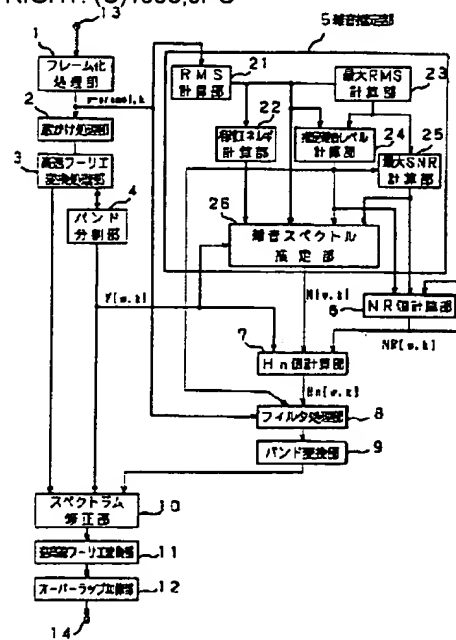 13
5 雑音推定部
1
フレーム化
処理部
y-frame j,k
2
窓かけ処理部
3
高速フーリエ
変換処理部
4
バンド
分割部
Y[w,k]
RMS
計算部
21
最大RMS
計算部
23
22
相対エネルギ
計算部
推定雑音レベル
計算部
24
25
最大SNR
計算部
26
雑音スペクトル
推定部
N[w,k]
NR値計算部
6
NR[w,k]
7
Hn値計算部
Hn[w,k]
フィルタ処理部
8
バンド変換部
9
スペクトラム
修正部
10
逆高速フーリエ変換部
11
オーバーラップ加算部
12
14